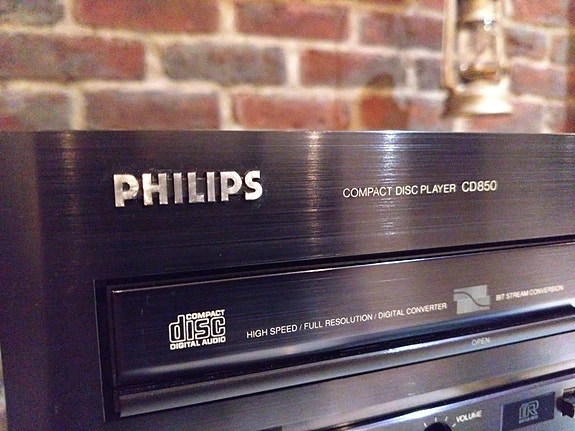 PHILIPS
COMPACT DISC PLAYER CD850
COMPACT
disc
DIGITAL AUDIO
HIGH SPEED / FULL RESOLUTION / DIGITAL CONVERTER
BIT STREAM CONVERSION
OPEN
VOLUME